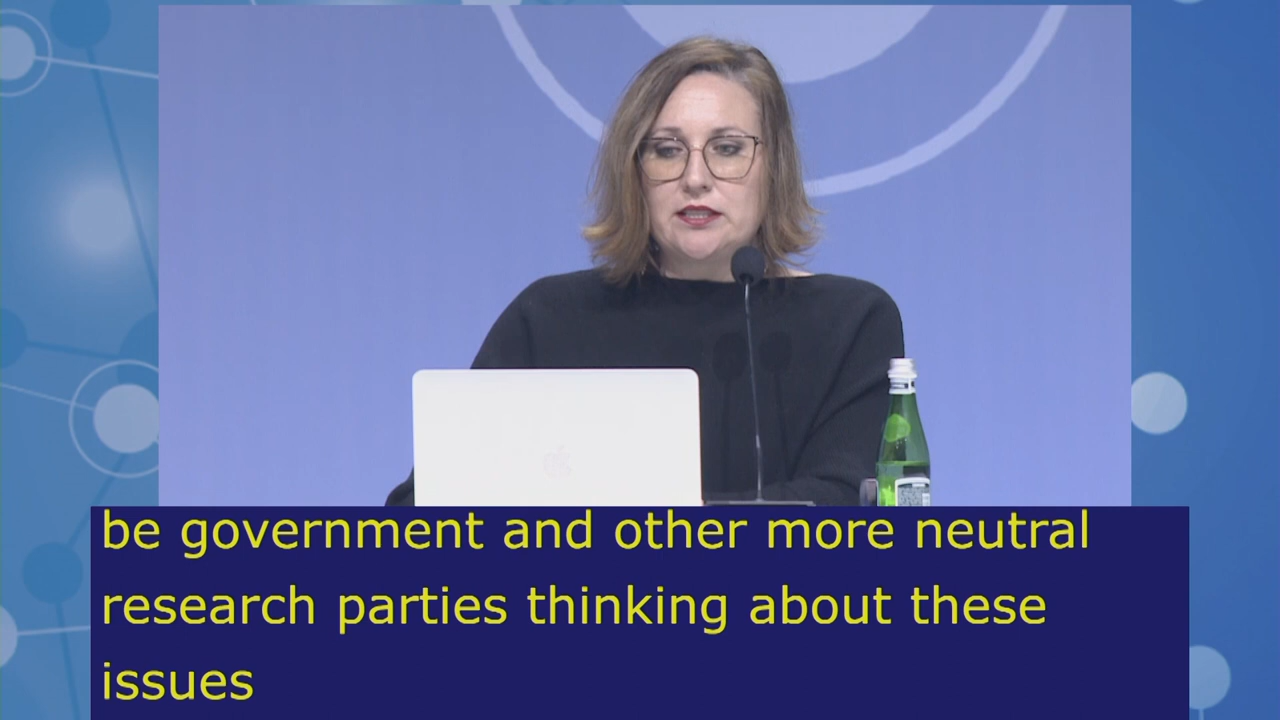 be government and other more neutral
research parties thinking about these
issues